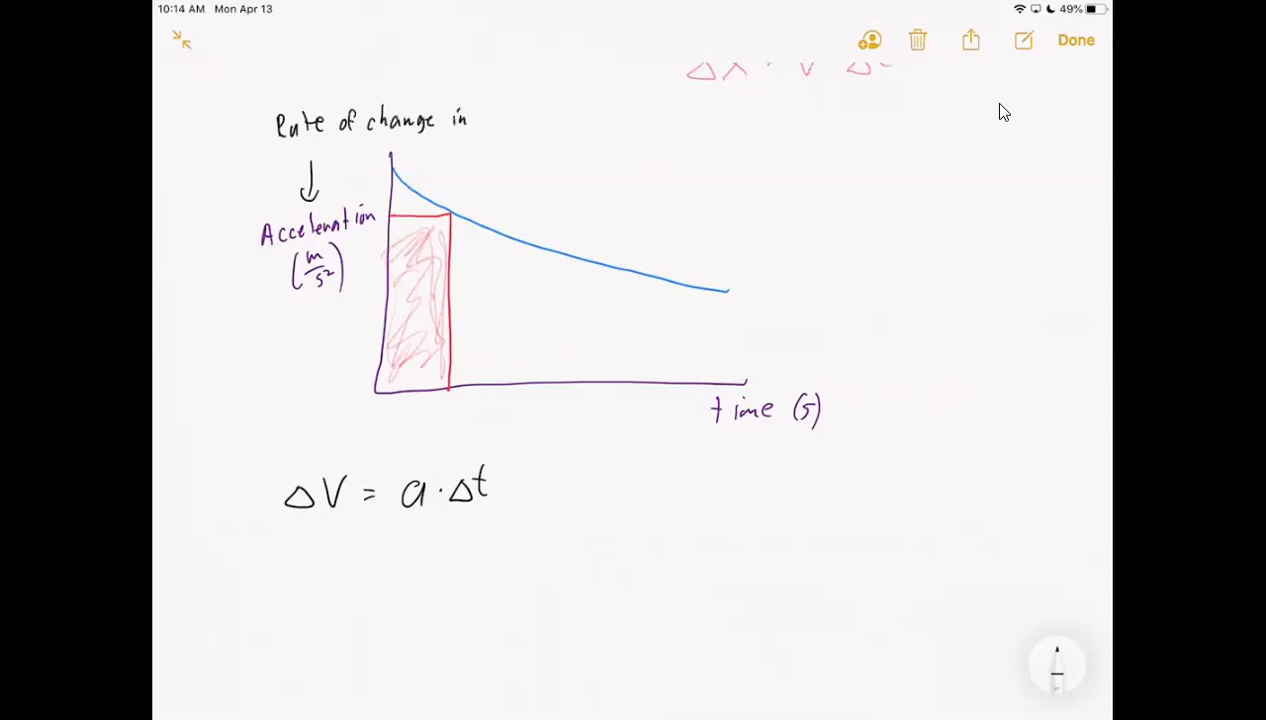 10:14 AM Mon Apr 13
49%
Done
Rate of change in
Acceleration
(m/s²)
time (s)
ΔV = a·Δt